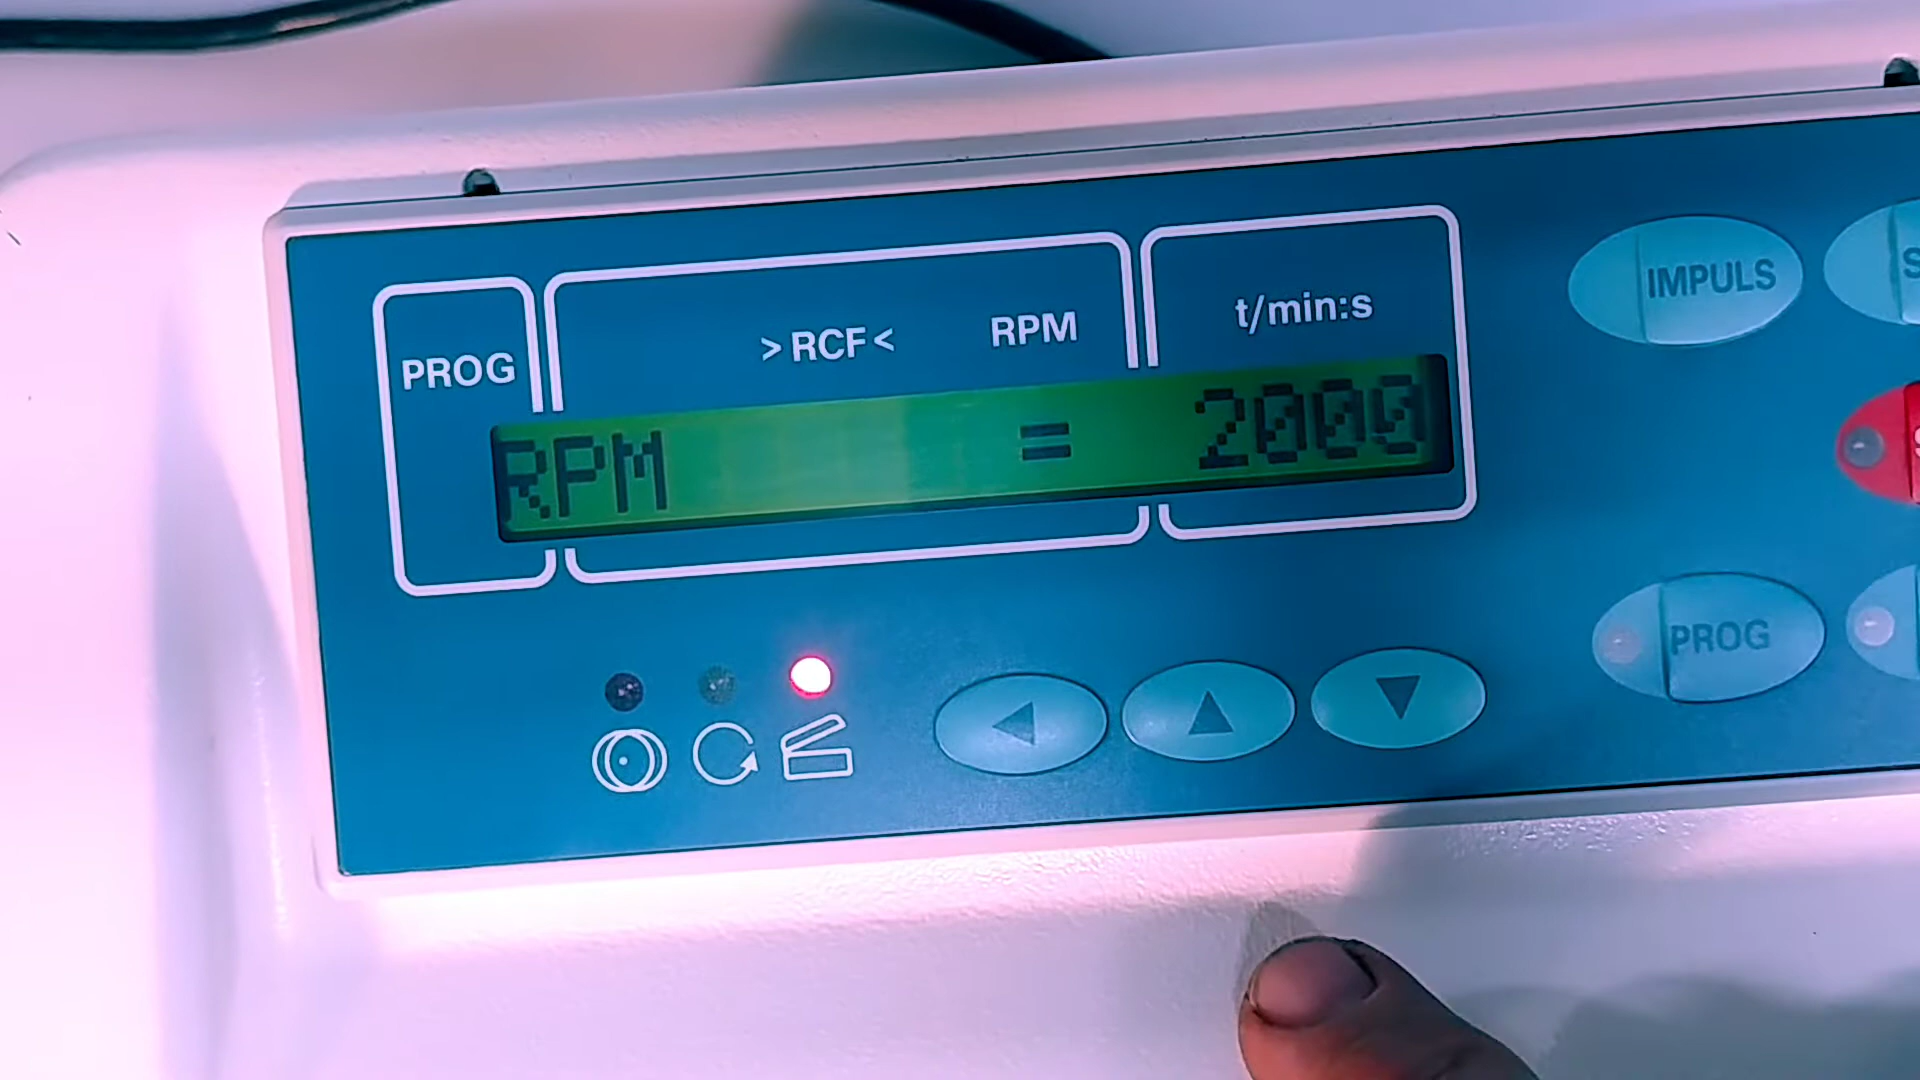 PROG >RCF< RPM t/min:s
RPM = 2000
IMPULS
PROG